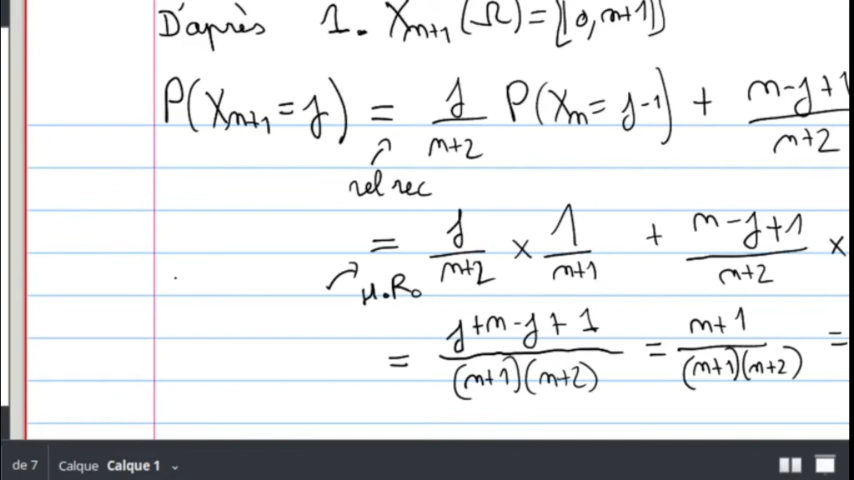 D'après 1. X_{n+1}(Ω) = [|0, n+1|]
P(X_{n+1} = j) = j/(n+2) P(X_n = j-1) + (n-j+1)/(n+2)
rel rec
= j/(n+2) × 1/(n+1) + (n-j+1)/(n+2) ×
H.R.
= (j+n-j+1)/((n+1)(n+2)) = (n+1)/((n+1)(n+2)) =
de 7 Calque Calque 1